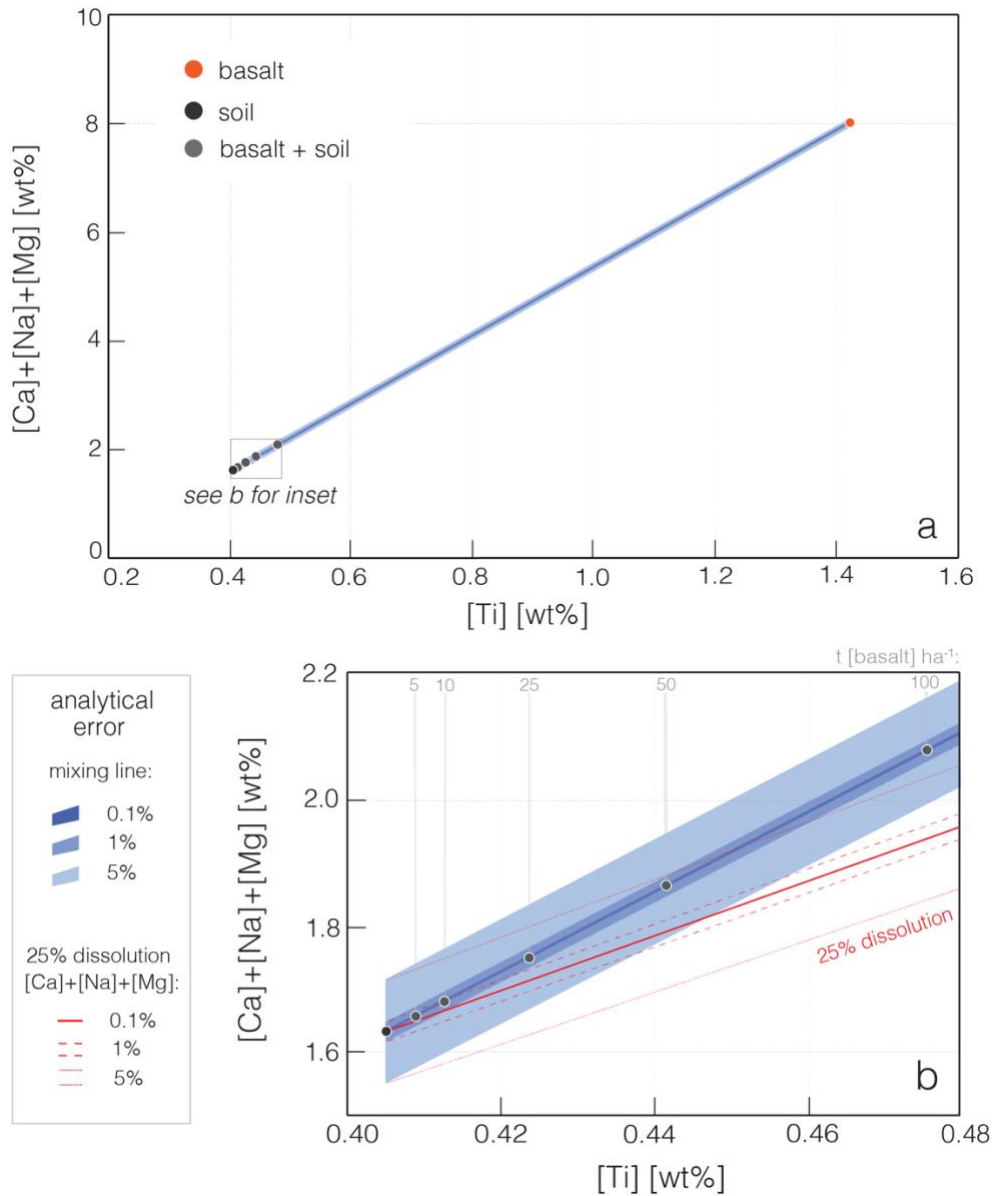 10
8
6
4
2
0
[Ca]+[Na]+[Mg] [wt%]
basalt
soil
basalt + soil
see b for inset
a
0.2 0.4 0.6 0.8 1.0 1.2 1.4 1.6
[Ti] [wt%]
analytical
error
mixing line:
0.1%
1%
5%
25% dissolution
[Ca]+[Na]+[Mg]:
0.1%
1%
5%
t [basalt] ha⁻¹:
5 10 25 50 100
2.2
2.0
1.8
1.6
[Ca]+[Na]+[Mg] [wt%]
25% dissolution
b
0.40 0.42 0.44 0.46 0.48
[Ti] [wt%]